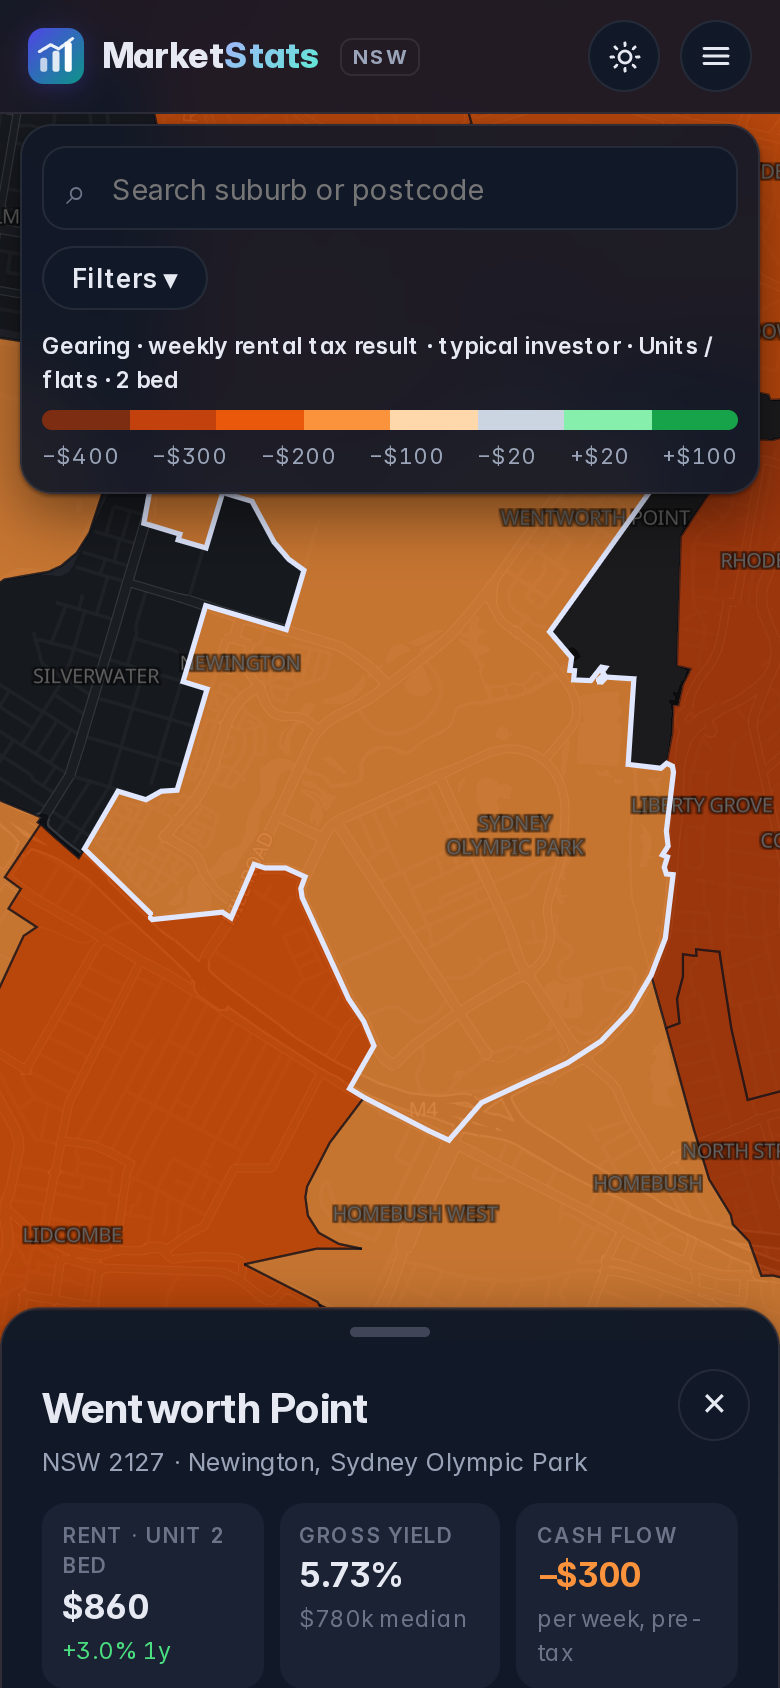 MarketStats NSW
Search suburb or postcode
Filters ▾
Gearing · weekly rental tax result · typical investor · Units /
flats · 2 bed
−$400 −$300 −$200 −$100 −$20 +$20 +$100
WENTWORTH POINT
RHODE
NEWINGTON
SILVERWATER
LIBERTY GROVE
SYDNEY
OLYMPIC PARK
ROAD
M4
NORTH STR
HOMEBUSH
HOMEBUSH WEST
LIDCOMBE
Wentworth Point
✕
NSW 2127 · Newington, Sydney Olympic Park
RENT · UNIT 2
BED
$860
+3.0% 1y
GROSS YIELD
5.73%
$780k median
CASH FLOW
−$300
per week, pre-
tax